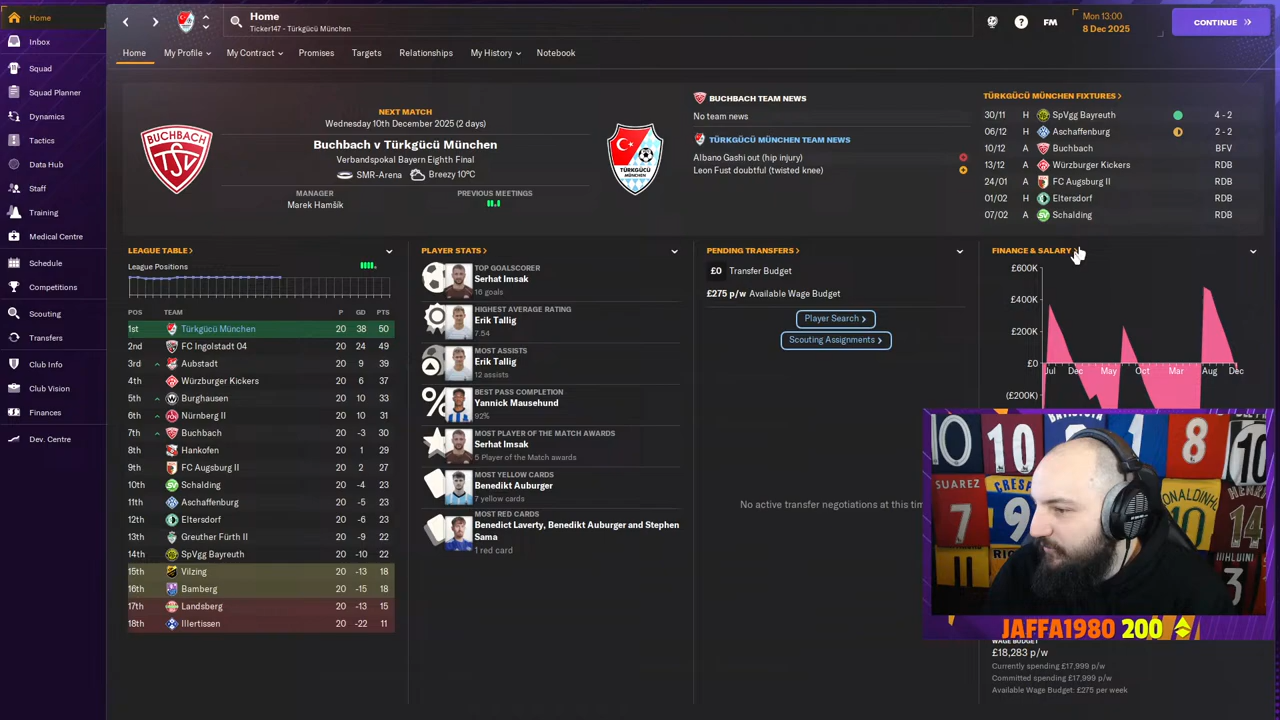 Home
Home
Ticker147 - Türkgücü München
FM
Mon 13:00
8 Dec 2025
CONTINUE
Home
My Profile
My Contract
Promises
Targets
Relationships
My History
Notebook
Inbox
Squad
Squad Planner
Dynamics
Tactics
Data Hub
Staff
Training
Medical Centre
Schedule
Competitions
Scouting
Transfers
Club Info
Club Vision
Finances
Dev. Centre
BUCHBACH
TSV
NEXT MATCH
Wednesday 10th December 2025 (2 days)
Buchbach v Türkgücü München
Verbandspokal Bayern Eighth Final
SMR-Arena Breezy 10°C
MANAGER
Marek Hamšík
PREVIOUS MEETINGS
TÜRKGÜCÜ
MÜNCHEN
BUCHBACH TEAM NEWS
No team news
TÜRKGÜCÜ MÜNCHEN TEAM NEWS
Albano Gashi out (hip injury)
Leon Fust doubtful (twisted knee)
TÜRKGÜCÜ MÜNCHEN FIXTURES
30/11 H SpVgg Bayreuth 4 - 2
06/12 H Aschaffenburg 2 - 2
10/12 A Buchbach BFV
13/12 A Würzburger Kickers RDB
24/01 A FC Augsburg II RDB
01/02 H Eltersdorf RDB
07/02 A Schalding RDB
LEAGUE TABLE
League Positions
POS TEAM P GD PTS
1st Türkgücü München 20 38 50
2nd FC Ingolstadt 04 20 24 49
3rd Aubstadt 20 9 39
4th Würzburger Kickers 20 6 37
5th Burghausen 20 10 33
6th Nürnberg II 20 10 31
7th Buchbach 20 -3 30
8th Hankofen 20 1 29
9th FC Augsburg II 20 2 27
10th Schalding 20 -4 23
11th Aschaffenburg 20 -5 23
12th Eltersdorf 20 -6 23
13th Greuther Fürth II 20 -9 22
14th SpVgg Bayreuth 20 -10 22
15th Vilzing 20 -13 18
16th Bamberg 20 -15 18
17th Landsberg 20 -13 15
18th Illertissen 20 -22 11
PLAYER STATS
TOP GOALSCORER
Serhat Imsak
16 goals
HIGHEST AVERAGE RATING
Erik Tallig
7.54
MOST ASSISTS
Erik Tallig
12 assists
BEST PASS COMPLETION
Yannick Mausehund
92%
MOST PLAYER OF THE MATCH AWARDS
Serhat Imsak
5 Player of the Match awards
MOST YELLOW CARDS
Benedikt Auburger
7 yellow cards
MOST RED CARDS
Benedict Laverty, Benedikt Auburger and Stephen
Sama
1 red card
PENDING TRANSFERS
£0 Transfer Budget
£275 p/w Available Wage Budget
Player Search
Scouting Assignments
No active transfer negotiations at this tim
FINANCE & SALARY
£600K
£400K
£200K
£0
(£200K
Jul Dec May Oct Mar Aug Dec
10
10
8
10
SUAREZ
7
CRESP
9
ONALDINH
10
HENR
14
3
JAFFA1980 200
WAGE BUDGET
£18,283 p/w
Currently spending £17,999 p/w
Committed spending £17,999 p/w
Available Wage Budget: £275 per week